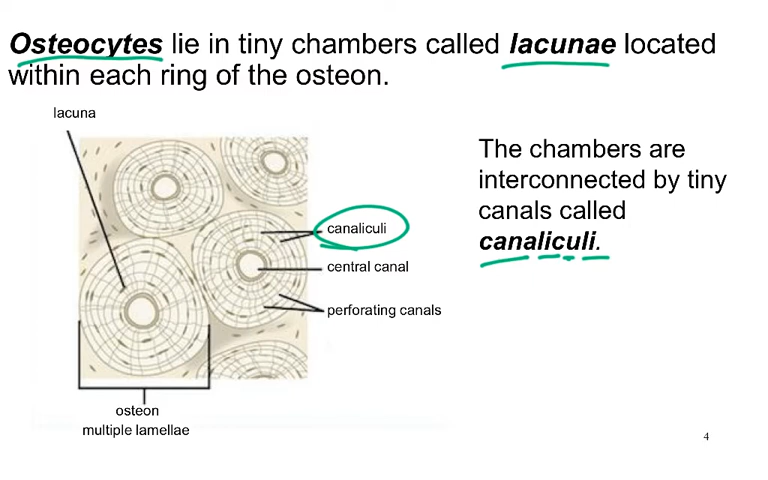 Osteocytes lie in tiny chambers called lacunae located
within each ring of the osteon.
lacuna
The chambers are
interconnected by tiny
canals called
canaliculi.
canaliculi
central canal
perforating canals
osteon
multiple lamellae
4